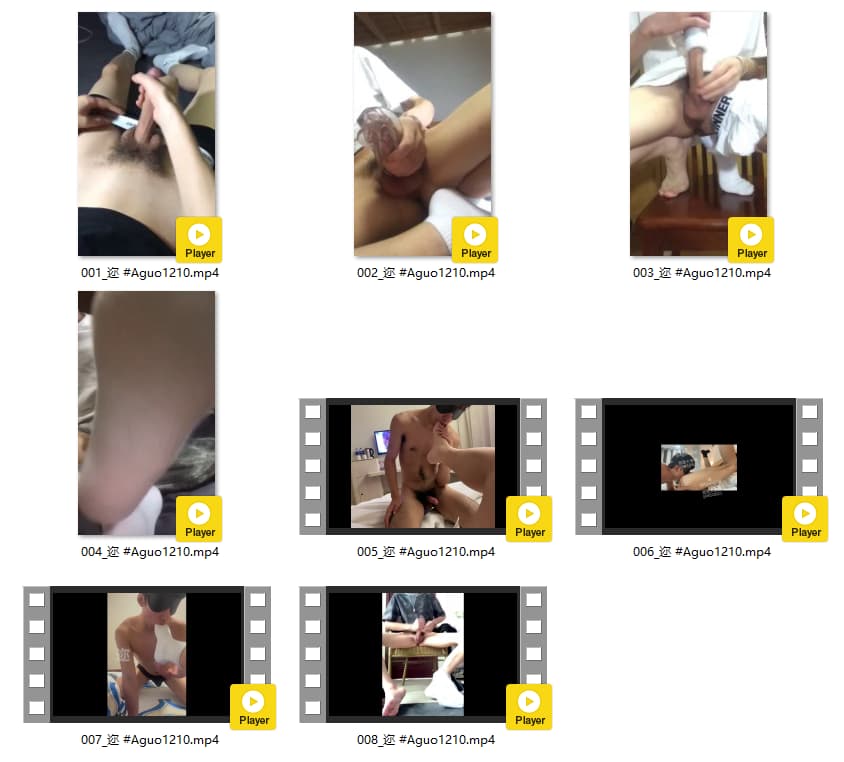 Player
Player
INNER
Player
001_迩 #Aguo1210.mp4
002_迩 #Aguo1210.mp4
003_迩 #Aguo1210.mp4
Player
Player
Player
004_迩 #Aguo1210.mp4
005_迩 #Aguo1210.mp4
006_迩 #Aguo1210.mp4
Player
Player
007_迩 #Aguo1210.mp4
008_迩 #Aguo1210.mp4